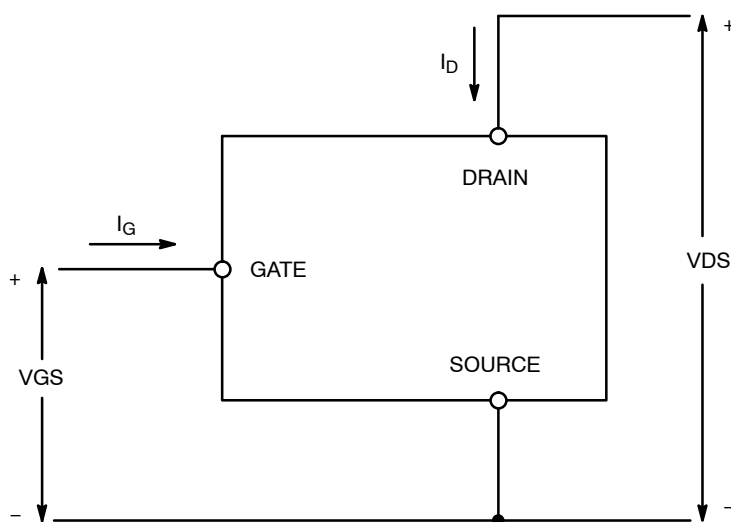 +
I_D
DRAIN
I_G
GATE
VDS
+
SOURCE
VGS
−
−